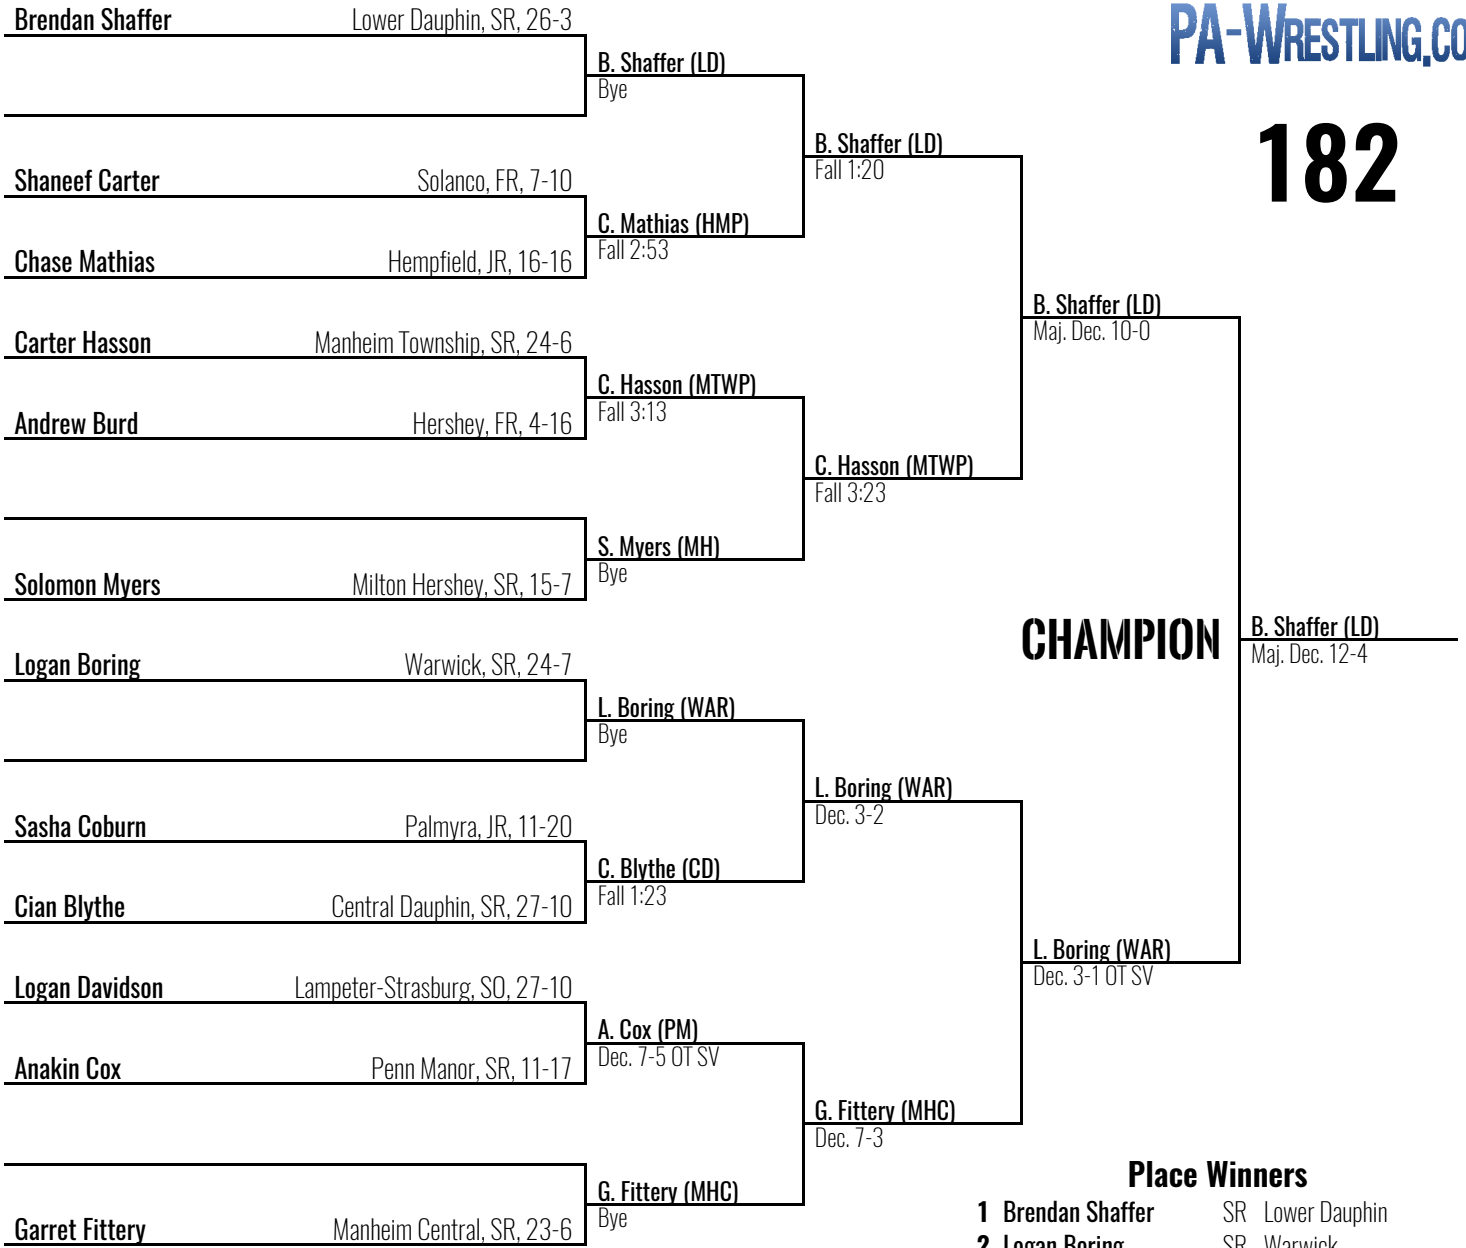 Brendan Shaffer Lower Dauphin, SR, 26-3
PA-WRESTLING.CO
B. Shaffer (LD)
Bye
182
B. Shaffer (LD)
Fall 1:20
Shaneef Carter Solanco, FR, 7-10
C. Mathias (HMP)
Fall 2:53
Chase Mathias Hempfield, JR, 16-16
B. Shaffer (LD)
Maj. Dec. 10-0
Carter Hasson Manheim Township, SR, 24-6
C. Hasson (MTWP)
Fall 3:13
Andrew Burd Hershey, FR, 4-16
C. Hasson (MTWP)
Fall 3:23
S. Myers (MH)
Bye
Solomon Myers Milton Hershey, SR, 15-7
CHAMPION
B. Shaffer (LD)
Maj. Dec. 12-4
Logan Boring Warwick, SR, 24-7
L. Boring (WAR)
Bye
L. Boring (WAR)
Dec. 3-2
Sasha Coburn Palmyra, JR, 11-20
C. Blythe (CD)
Fall 1:23
Cian Blythe Central Dauphin, SR, 27-10
L. Boring (WAR)
Dec. 3-1 OT SV
Logan Davidson Lampeter-Strasburg, SO, 27-10
A. Cox (PM)
Dec. 7-5 OT SV
Anakin Cox Penn Manor, SR, 11-17
G. Fittery (MHC)
Dec. 7-3
G. Fittery (MHC)
Bye
Garret Fittery Manheim Central, SR, 23-6
Place Winners
1 Brendan Shaffer SR Lower Dauphin
2 Logan Boring SR Warwick